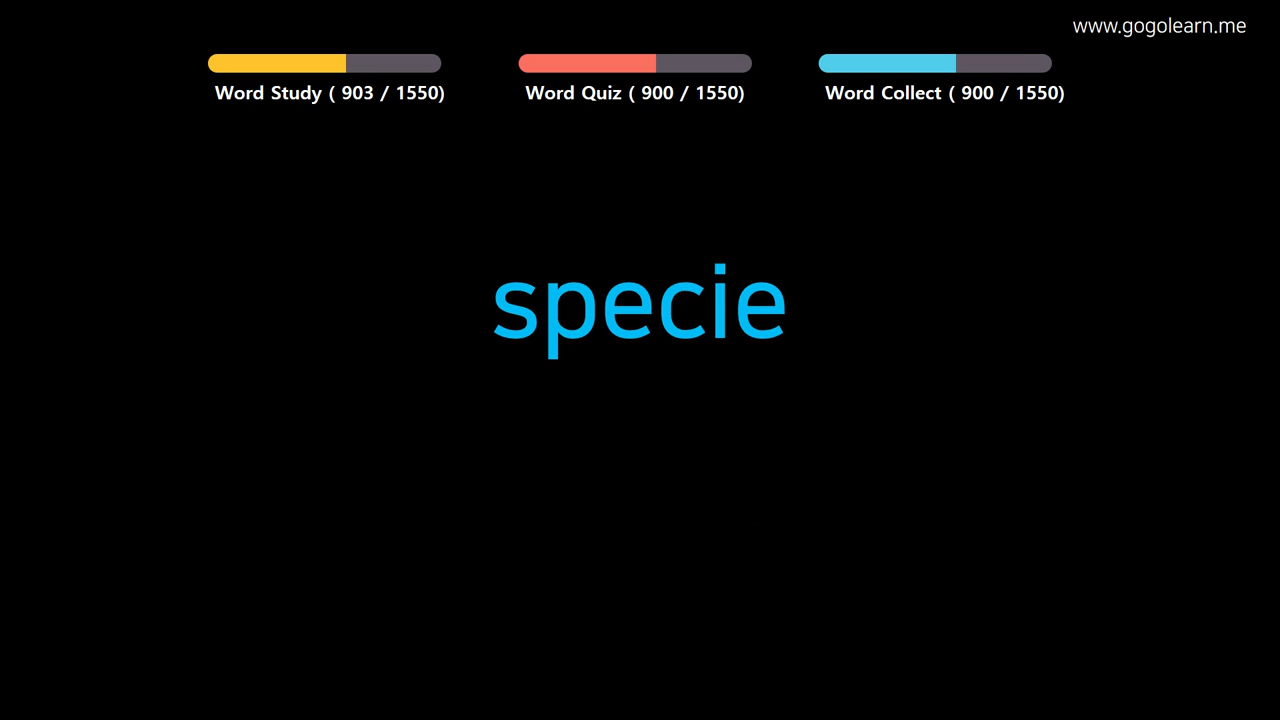 www.gogolearn.me
Word Study ( 903 / 1550)
Word Quiz ( 900 / 1550)
Word Collect ( 900 / 1550)
specie